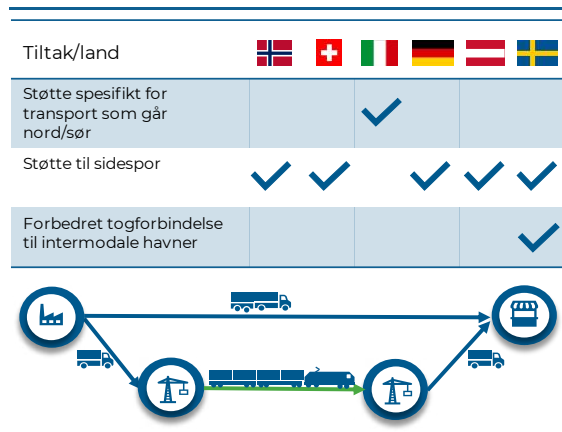 Tiltak/land
Støtte spesifikt for
transport som går
nord/sør
Støtte til sidespor
Forbedret togforbindelse
til intermodale havner